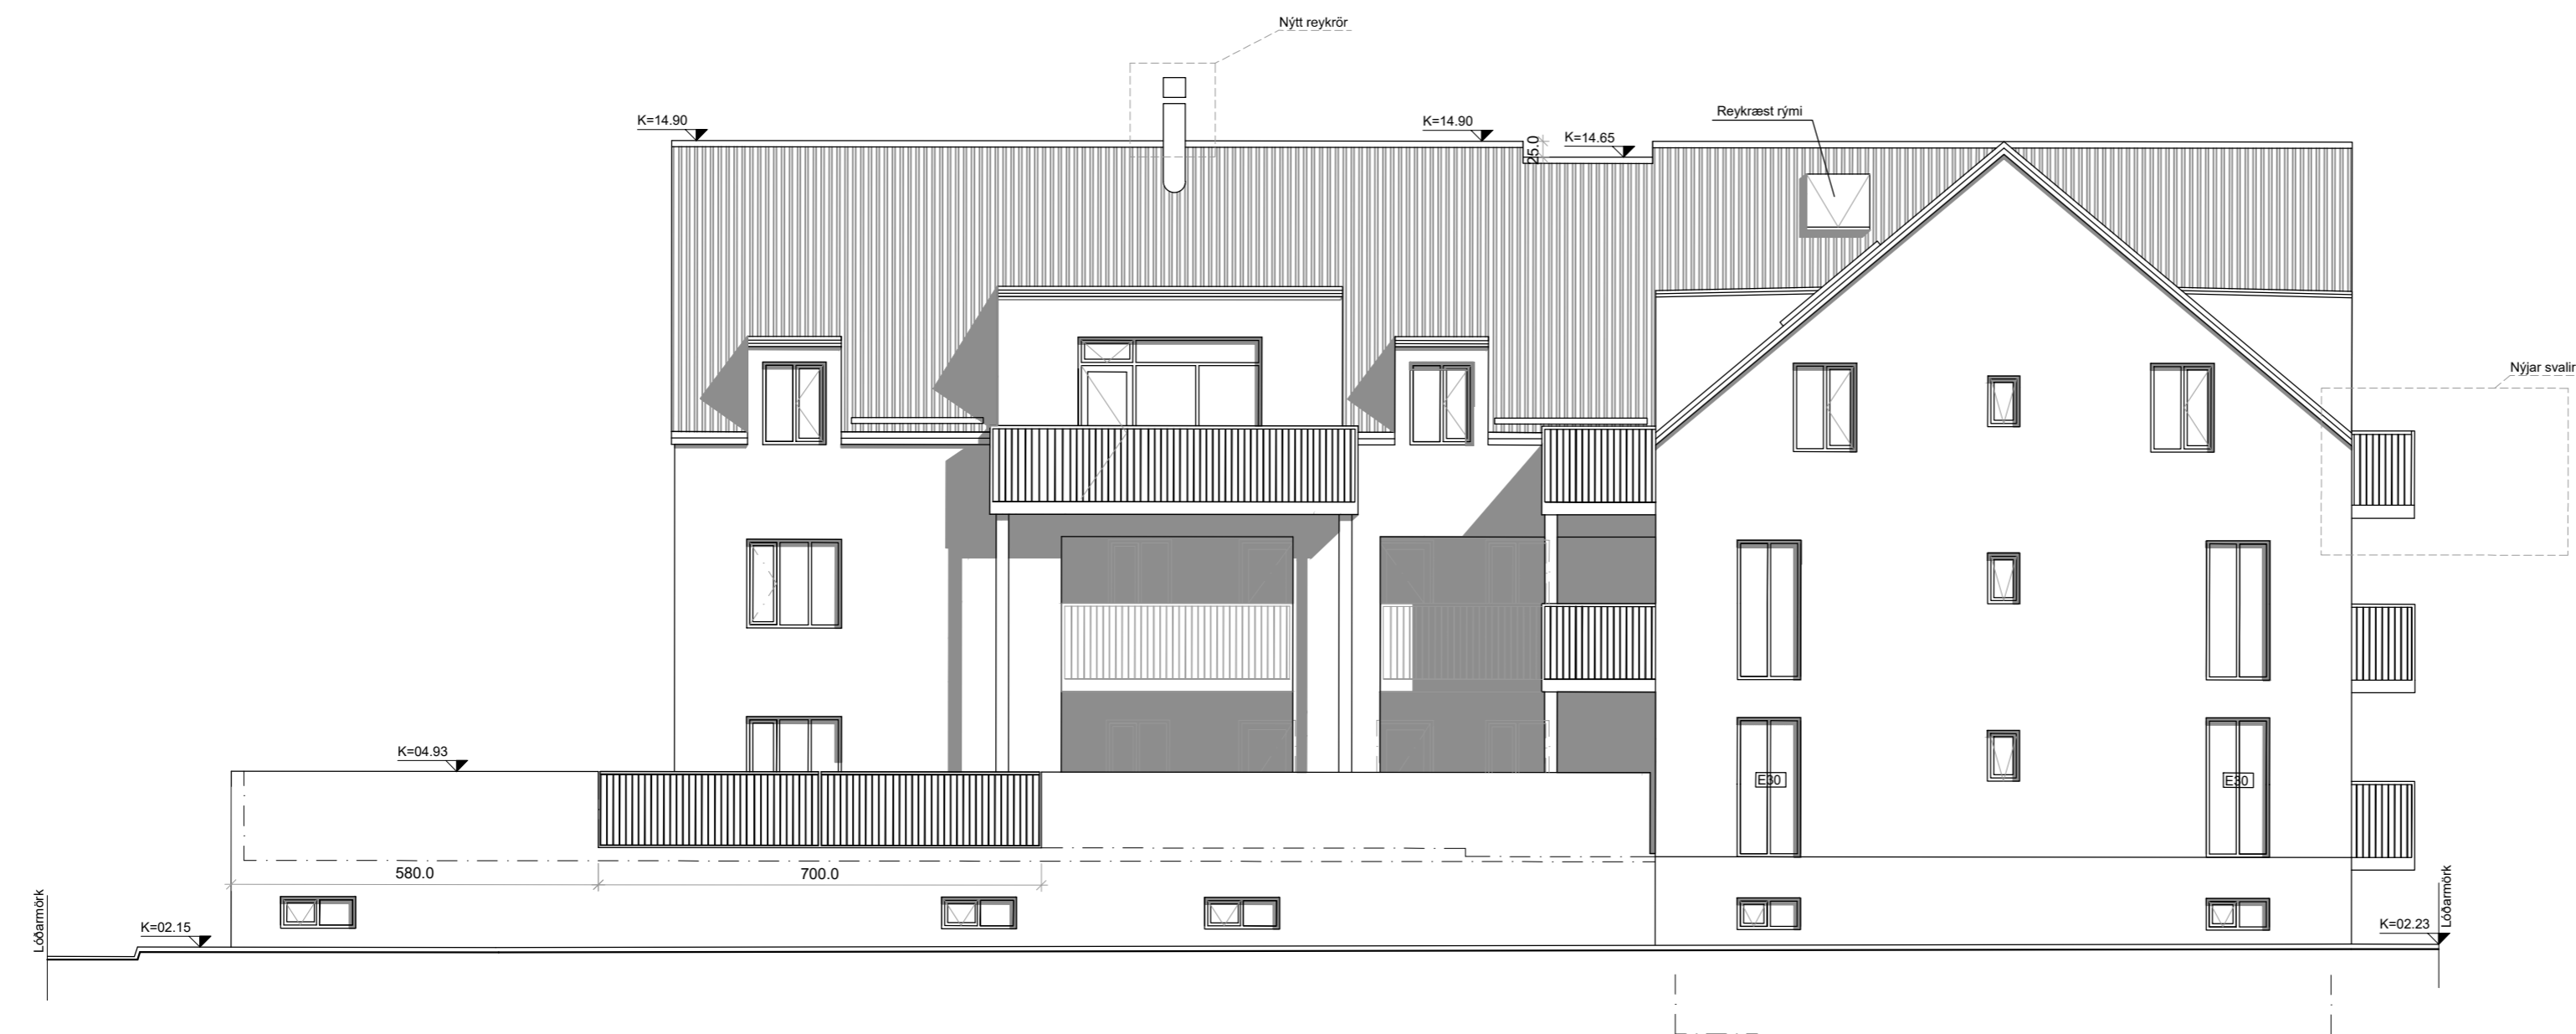 Nýtt reykrör
K=14.90
K=14.90
25.0
K=14.65
Reykræst rými
Nýjar svalir
K=04.93
E30
E30
580.0
700.0
Lóðarmörk
K=02.15
K=02.23
Lóðarmörk